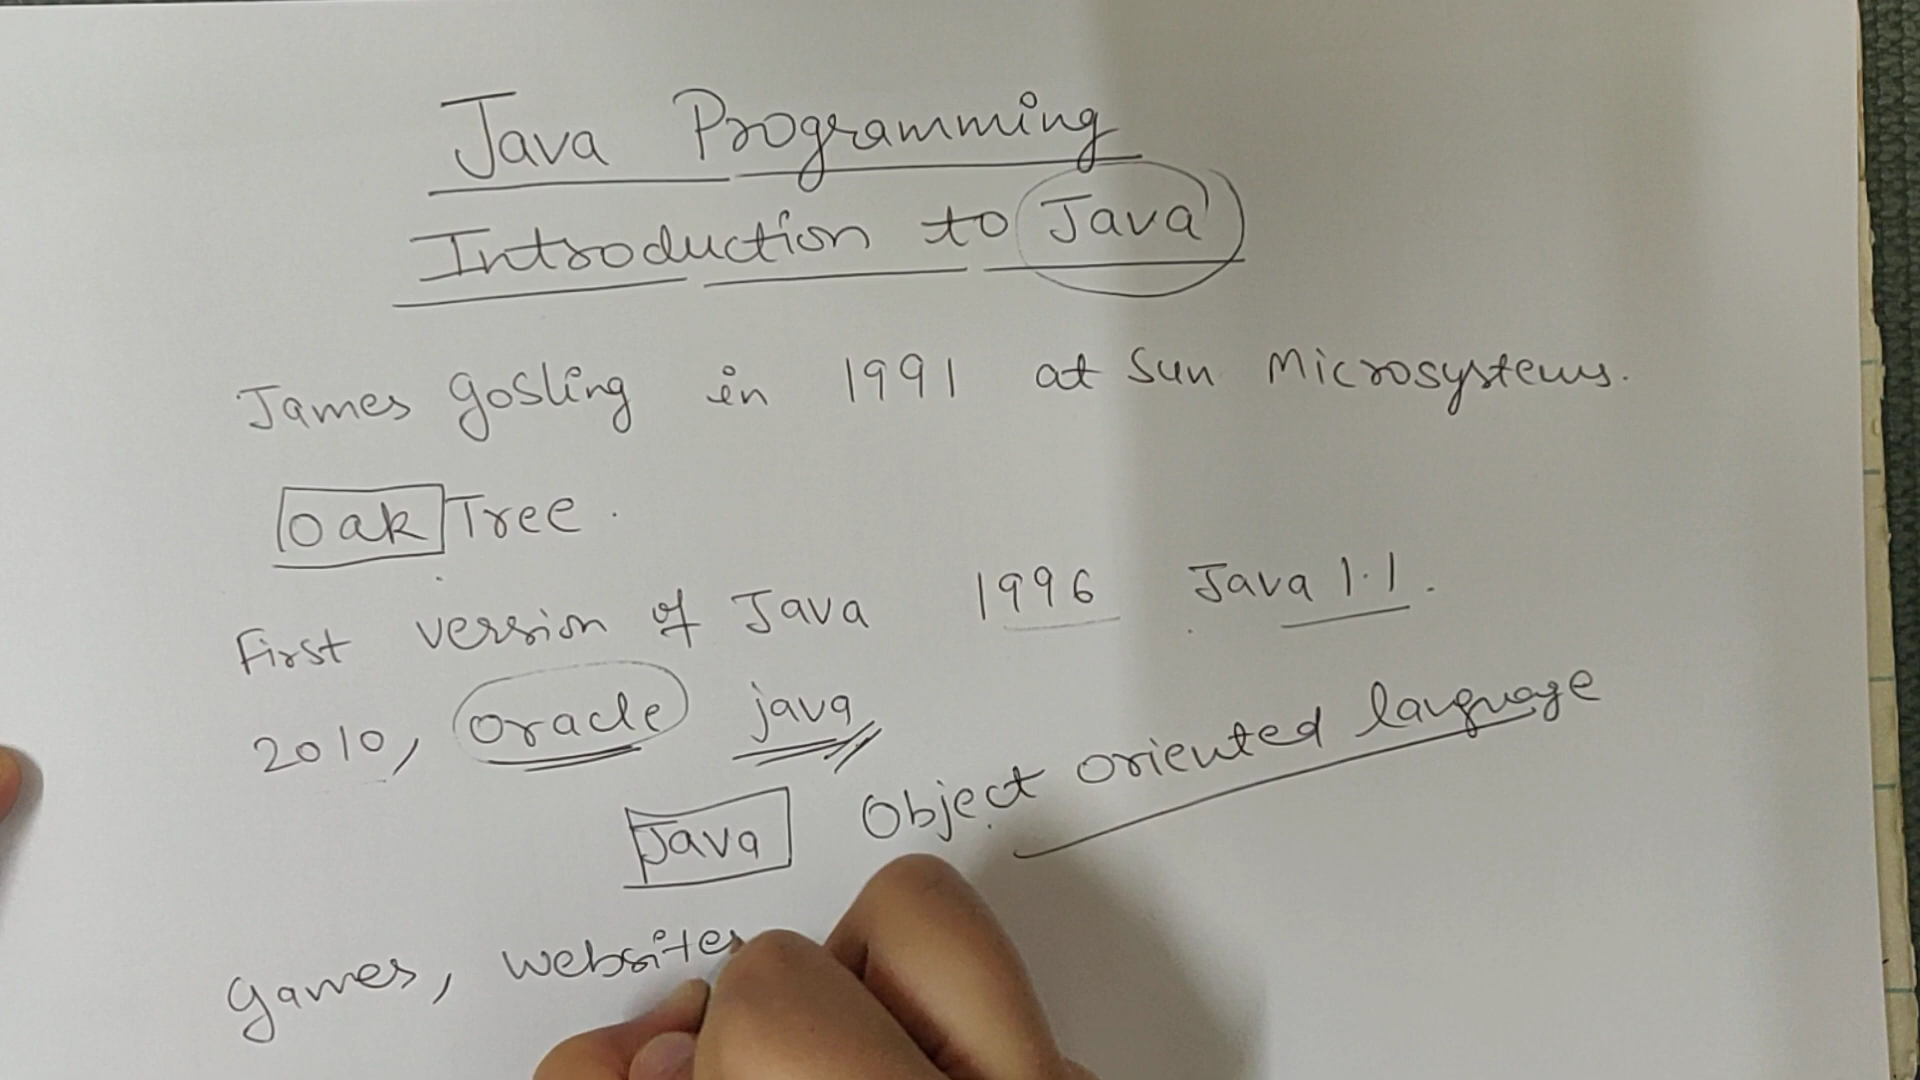 Java Programming
Introduction to Java
James Gosling in 1991 at Sun Microsystems.
Oak Tree.
First version of Java 1996 Java 1.1.
2010, oracle java
Java Object oriented language
Games, websites